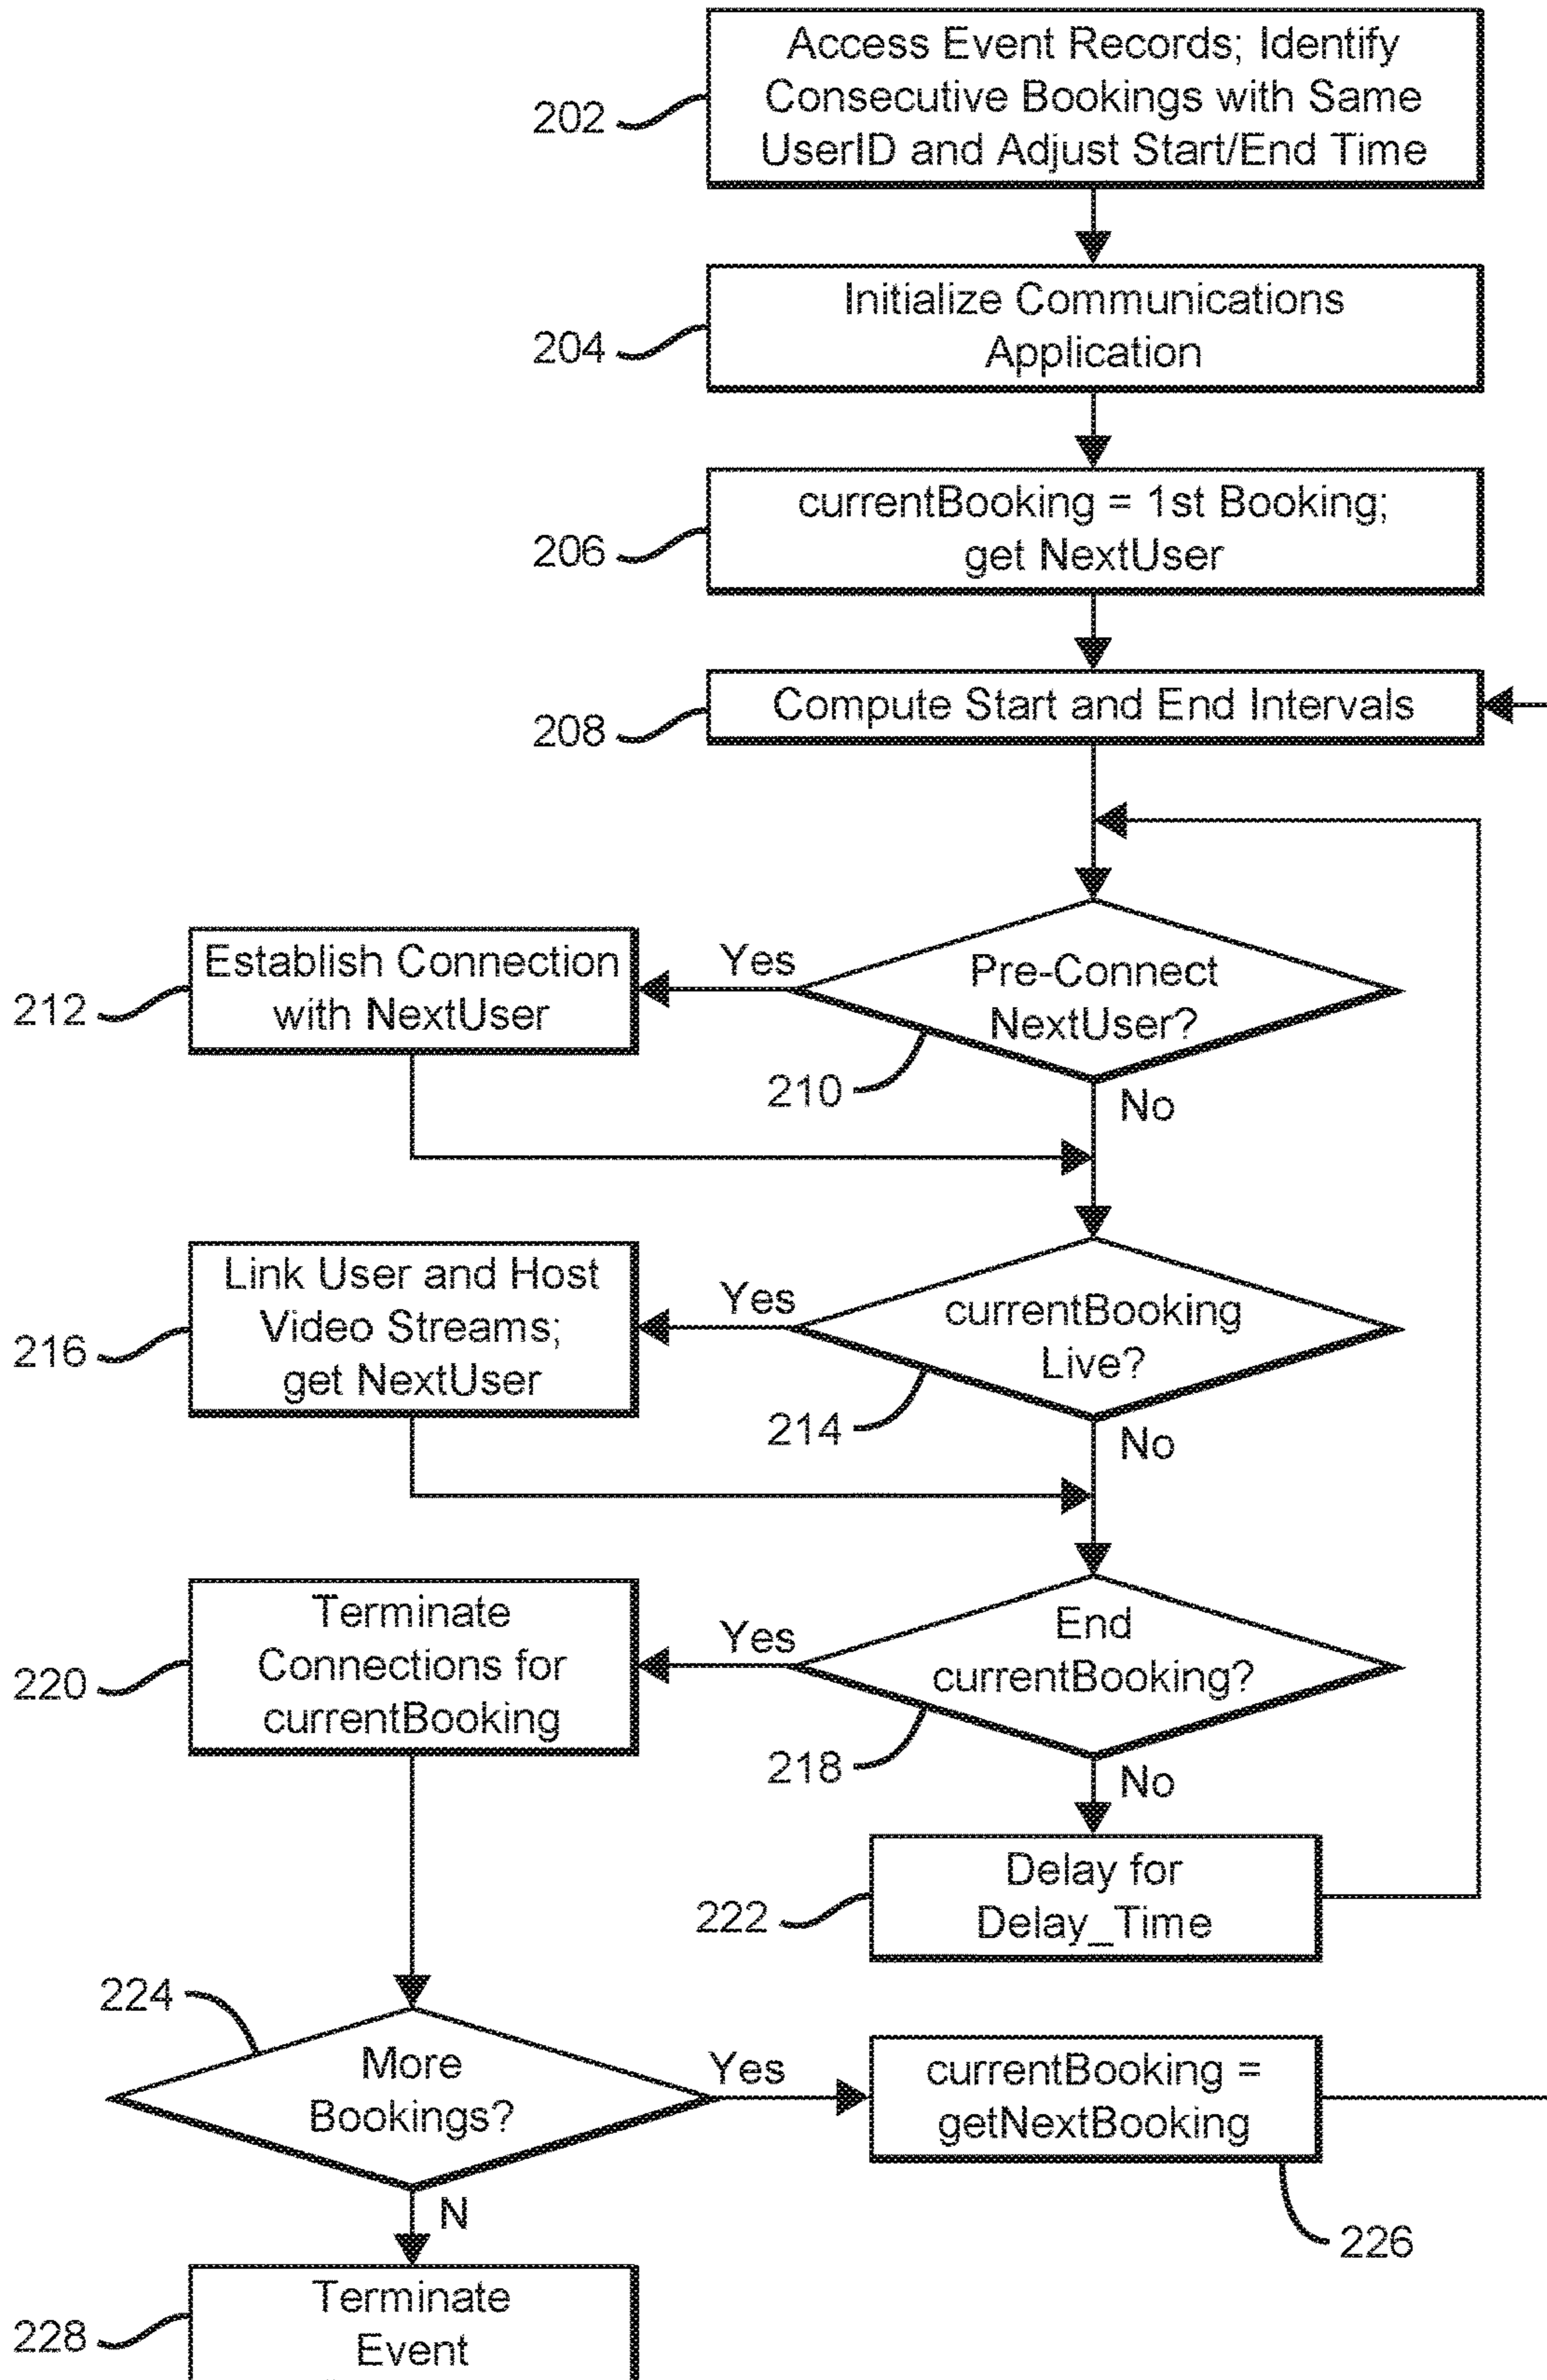 Access Event Records; Identify
Consecutive Bookings with Same
UserID and Adjust Start/End Time
202
Initialize Communications
Application
204
currentBooking = 1st Booking;
get NextUser
206
Compute Start and End Intervals
208
Pre-Connect
NextUser?
210
Yes
No
Establish Connection
with NextUser
212
currentBooking
Live?
214
Yes
No
Link User and Host
Video Streams;
get NextUser
216
End
currentBooking?
218
Yes
No
Terminate
Connections for
currentBooking
220
Delay for
Delay_Time
222
224
More
Bookings?
Yes
N
currentBooking =
getNextBooking
226
Terminate
Event
228